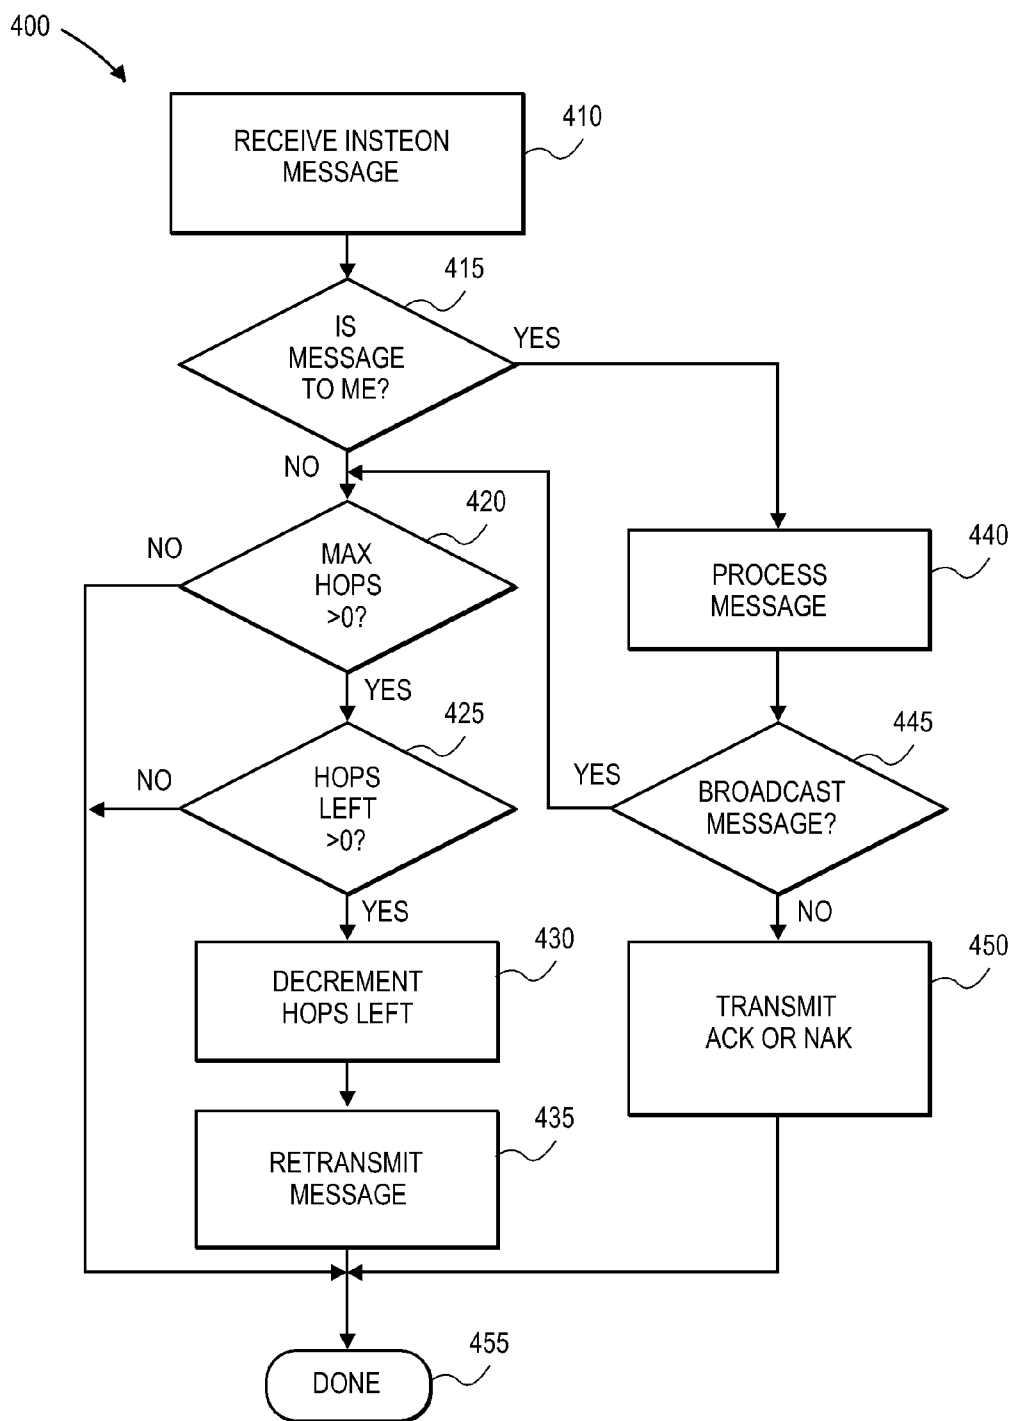 400
RECEIVE INSTEON
MESSAGE
410
415
IS
MESSAGE
TO ME?
YES
NO
420
MAX
HOPS
>0?
NO
YES
440
PROCESS
MESSAGE
425
HOPS
LEFT
>0?
NO
YES
445
BROADCAST
MESSAGE?
YES
NO
430
DECREMENT
HOPS LEFT
450
TRANSMIT
ACK OR NAK
435
RETRANSMIT
MESSAGE
455
DONE